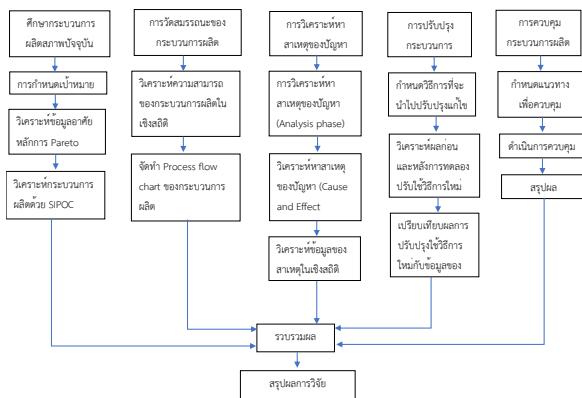 ศึกษากระบวนการ
ผลิตสภาพปัจจุบัน
การกำหนดเป้าหมาย
วิเคราะห์ข้อมูลอาศัย
หลักการ Pareto
วิเคราะห์กระบวนการ
ผลิตด้วย SIPOC
การวัดสมรรถนะของ
กระบวนการผลิต
วิเคราะห์ความสามารถ
ของกระบวนการผลิตใน
เชิงสถิติ
จัดทำ Process flow
chart ของกระบวนการ
ผลิต
การวิเคราะห์หา
สาเหตุของปัญหา
การวิเคราะห์หา
สาเหตุของปัญหา
(Analysis phase)
วิเคราะห์หาสาเหตุ
ของปัญหา (Cause
and Effect
วิเคราะห์ข้อมูลของ
สาเหตุในเชิงสถิติ
การปรับปรุง
กระบวนการ
กำหนดวิธีการที่จะ
นำไปปรับปรุงแก้ไข
วิเคราะห์ผลก่อน
และหลังการทดลอง
ปรับใช้วิธีการใหม่
เปรียบเทียบผลการ
ปรับปรุงใช้วิธีการ
ใหม่กับข้อมูลของ
การควบคุม
กระบวนการผลิต
กำหนดแนวทาง
เพื่อควบคุม
ดำเนินการควบคุม
สรุปผล
รวบรวมผล
สรุปผลการวิจัย